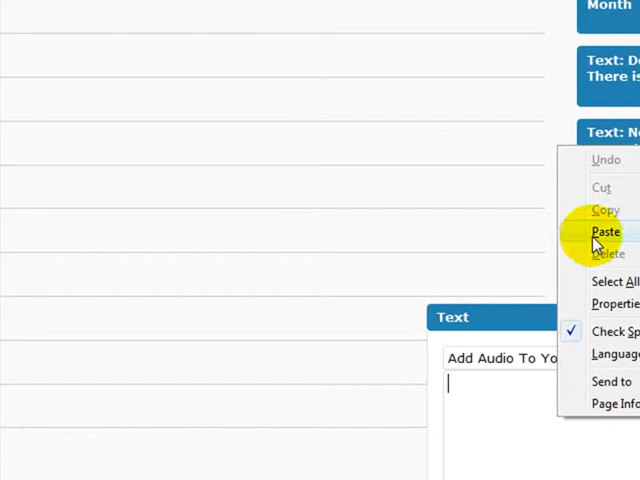 Month
Text: D
There is
Text: N
Undo
Cut
Copy
Paste
Delete
Select All
Propertie
Check Sp
Language
Send to
Page Info
Text
Add Audio To Yo